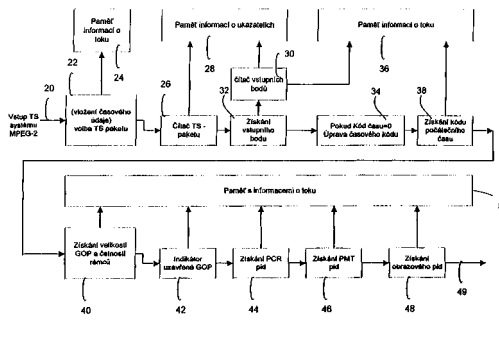 Paměť
informací o
toku
Paměť informací o ukazatelích
Paměť informací o toku
22
24
28
30
36
čítač vstupních
bodů
20
26
32
34
38
Vstup TS
systému
MPEG-2
(vložení časového
údaje)
volba TS paketu
Čítač TS -
paketu
Získání
vstupního
bodu
Pokud Kód času=0
Úprava časového kódu
Získání kódu
počátečního
času
Paměť s informacemi o toku
Získání velikosti
GOP a četnosti
rámců
Indikátor
uzavřené GOP
Získání PCR
pid
Získání PMT
pid
Získání
obrazového pid
40
42
44
46
48
49